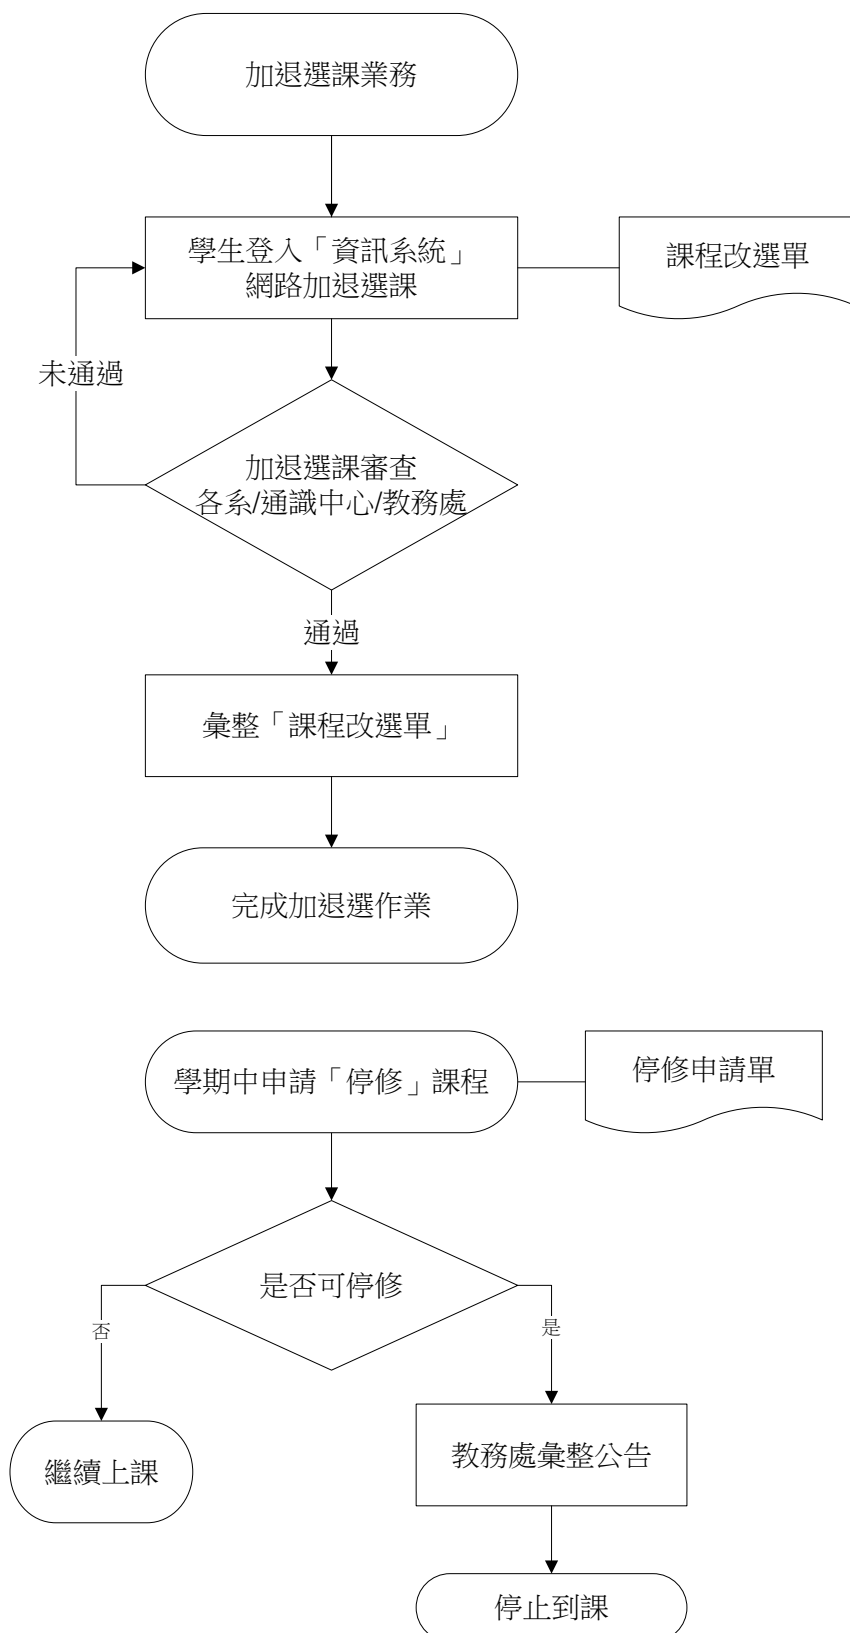 加退選課業務
學生登入「資訊系統」
網路加退選課
課程改選單
未通過
加退選課審查
各系/通識中心/教務處
通過
彙整「課程改選單」
完成加退選作業
學期中申請「停修」課程
停修申請單
是否可停修
否
是
繼續上課
教務處彙整公告
停止到課